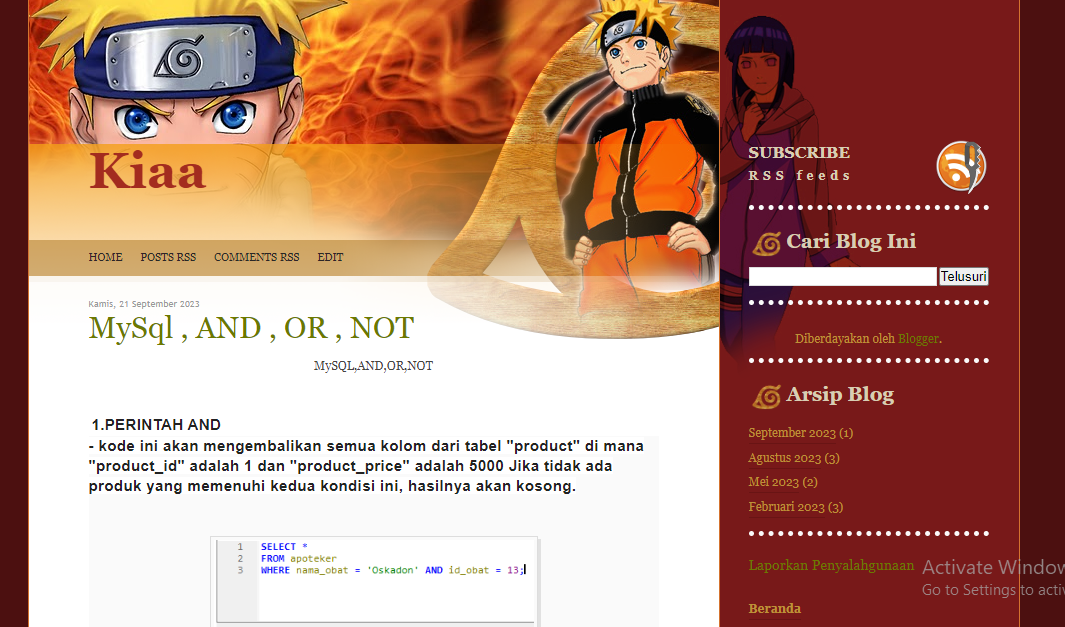 Kiaa
HOME POSTS RSS COMMENTS RSS EDIT
Kamis, 21 September 2023
MySql , AND , OR , NOT
MySQL,AND,OR,NOT
1.PERINTAH AND
- kode ini akan mengembalikan semua kolom dari tabel "product" di mana
"product_id" adalah 1 dan "product_price" adalah 5000 Jika tidak ada
produk yang memenuhi kedua kondisi ini, hasilnya akan kosong.
1 SELECT *
2 FROM apoteker
3 WHERE nama_obat = 'Oskadon' AND id_obat = 13;
SUBSCRIBE
RSS feeds
Cari Blog Ini
Telusuri
Diberdayakan oleh Blogger.
Arsip Blog
September 2023 (1)
Agustus 2023 (3)
Mei 2023 (2)
Februari 2023 (3)
Laporkan Penyalahgunaan
Activate Window
Go to Settings to activ
Beranda